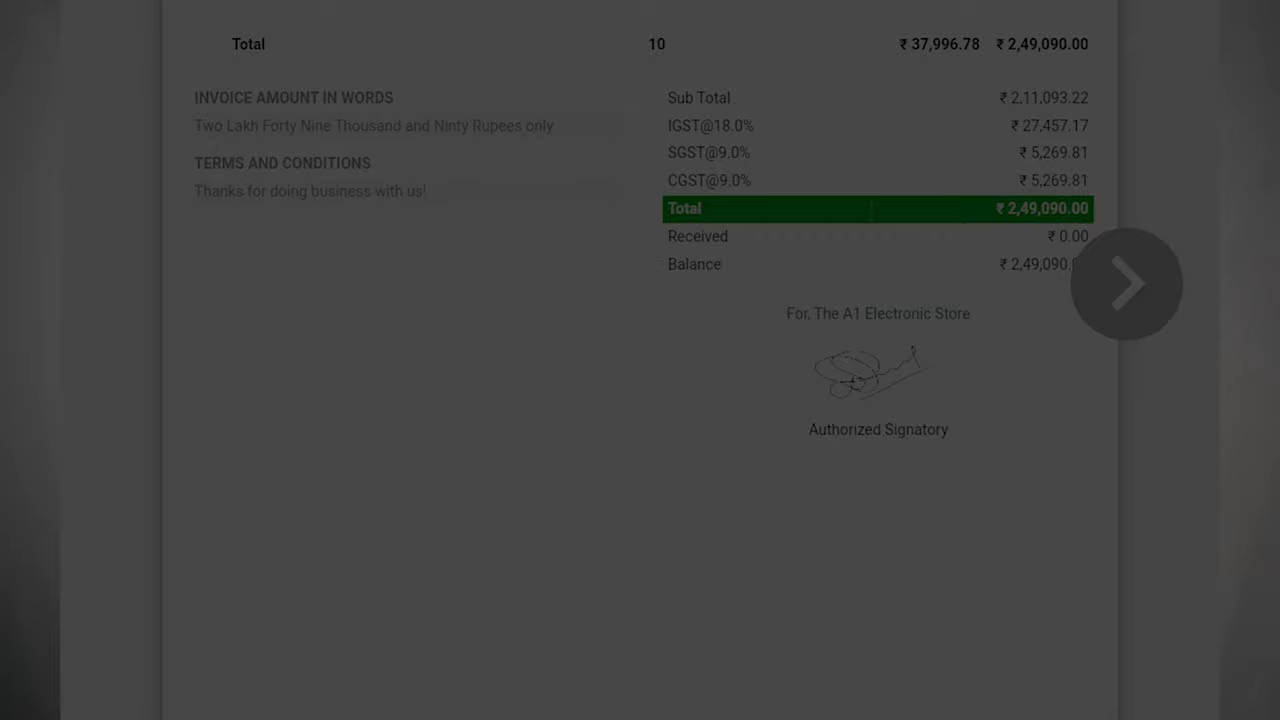 Total 10 ₹ 37,996.78 ₹ 2,49,090.00
INVOICE AMOUNT IN WORDS
Two Lakh Forty Nine Thousand and Ninty Rupees only
TERMS AND CONDITIONS
Thanks for doing business with us!
Sub Total ₹ 2,11,093.22
IGST@18.0% ₹ 27,457.17
SGST@9.0% ₹ 5,269.81
CGST@9.0% ₹ 5,269.81
Total ₹ 2,49,090.00
Received ₹ 0.00
Balance ₹ 2,49,090.
For, The A1 Electronic Store
Authorized Signatory